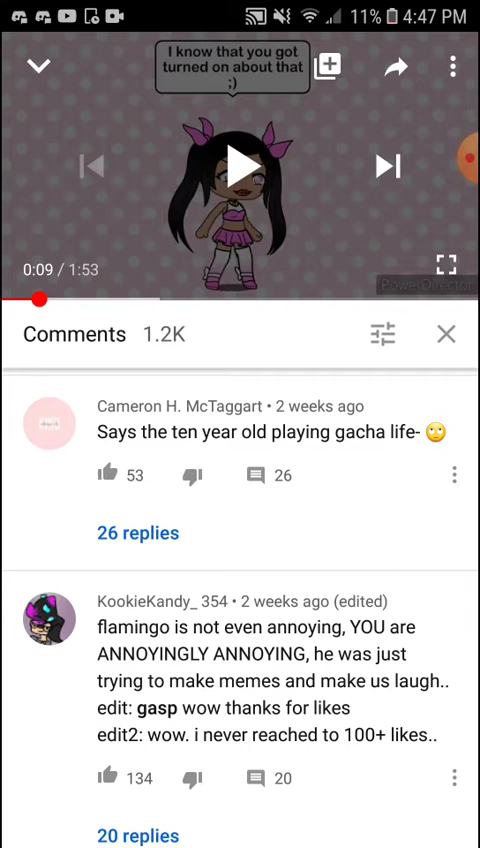 11% 4:47 PM
I know that you got
turned on about that
;)
0:09 / 1:53
PowerDirector
Comments 1.2K
Cameron H. McTaggart • 2 weeks ago
Says the ten year old playing gacha life- 🙄
53 26
26 replies
KookieKandy_ 354 • 2 weeks ago (edited)
flamingo is not even annoying, YOU are
ANNOYINGLY ANNOYING, he was just
trying to make memes and make us laugh..
edit: gasp wow thanks for likes
edit2: wow. i never reached to 100+ likes..
134 20
20 replies